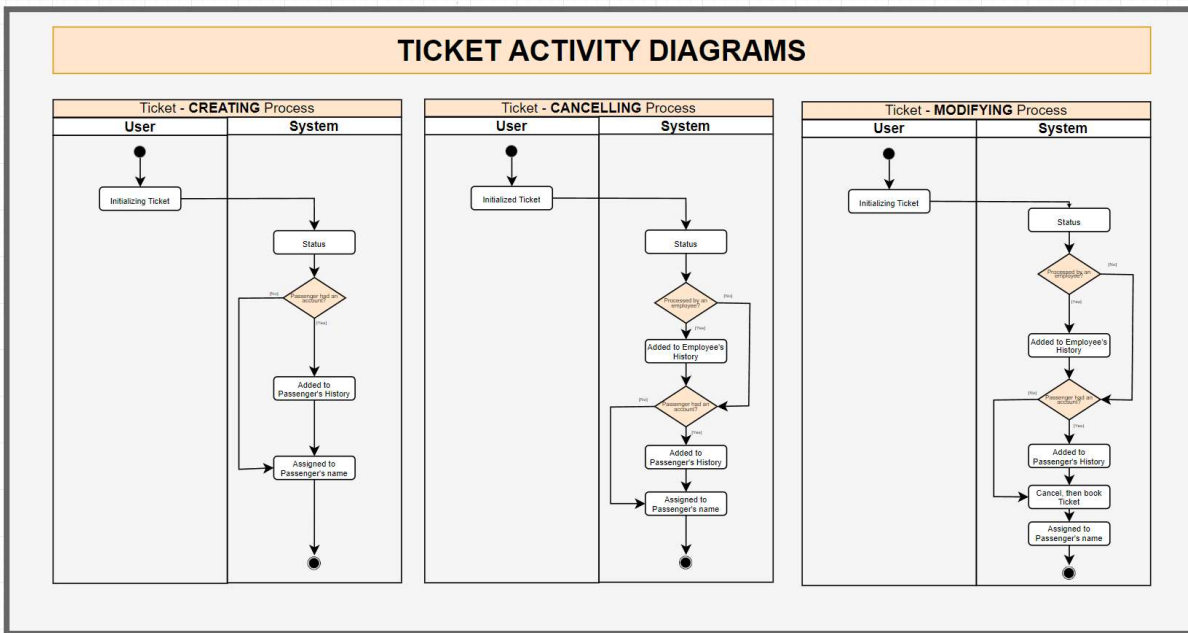 TICKET ACTIVITY DIAGRAMS
Ticket - CREATING Process
User
System
Initializing Ticket
Status
Passenger had an
account?
[No]
[Yes]
Added to
Passenger's History
Assigned to
Passenger's name
Ticket - CANCELLING Process
User
System
Initialized Ticket
Status
Processed by an
employee?
[No]
[Yes]
Added to Employee's
History
Passenger had an
account?
[No]
[Yes]
Added to
Passenger's History
Assigned to
Passenger's name
Ticket - MODIFYING Process
User
System
Initializing Ticket
Status
Processed by an
employee?
[No]
[Yes]
Added to Employee's
History
Passenger had an
account?
[No]
[Yes]
Added to
Passenger's History
Cancel, then book
Ticket
Assigned to
Passenger's name